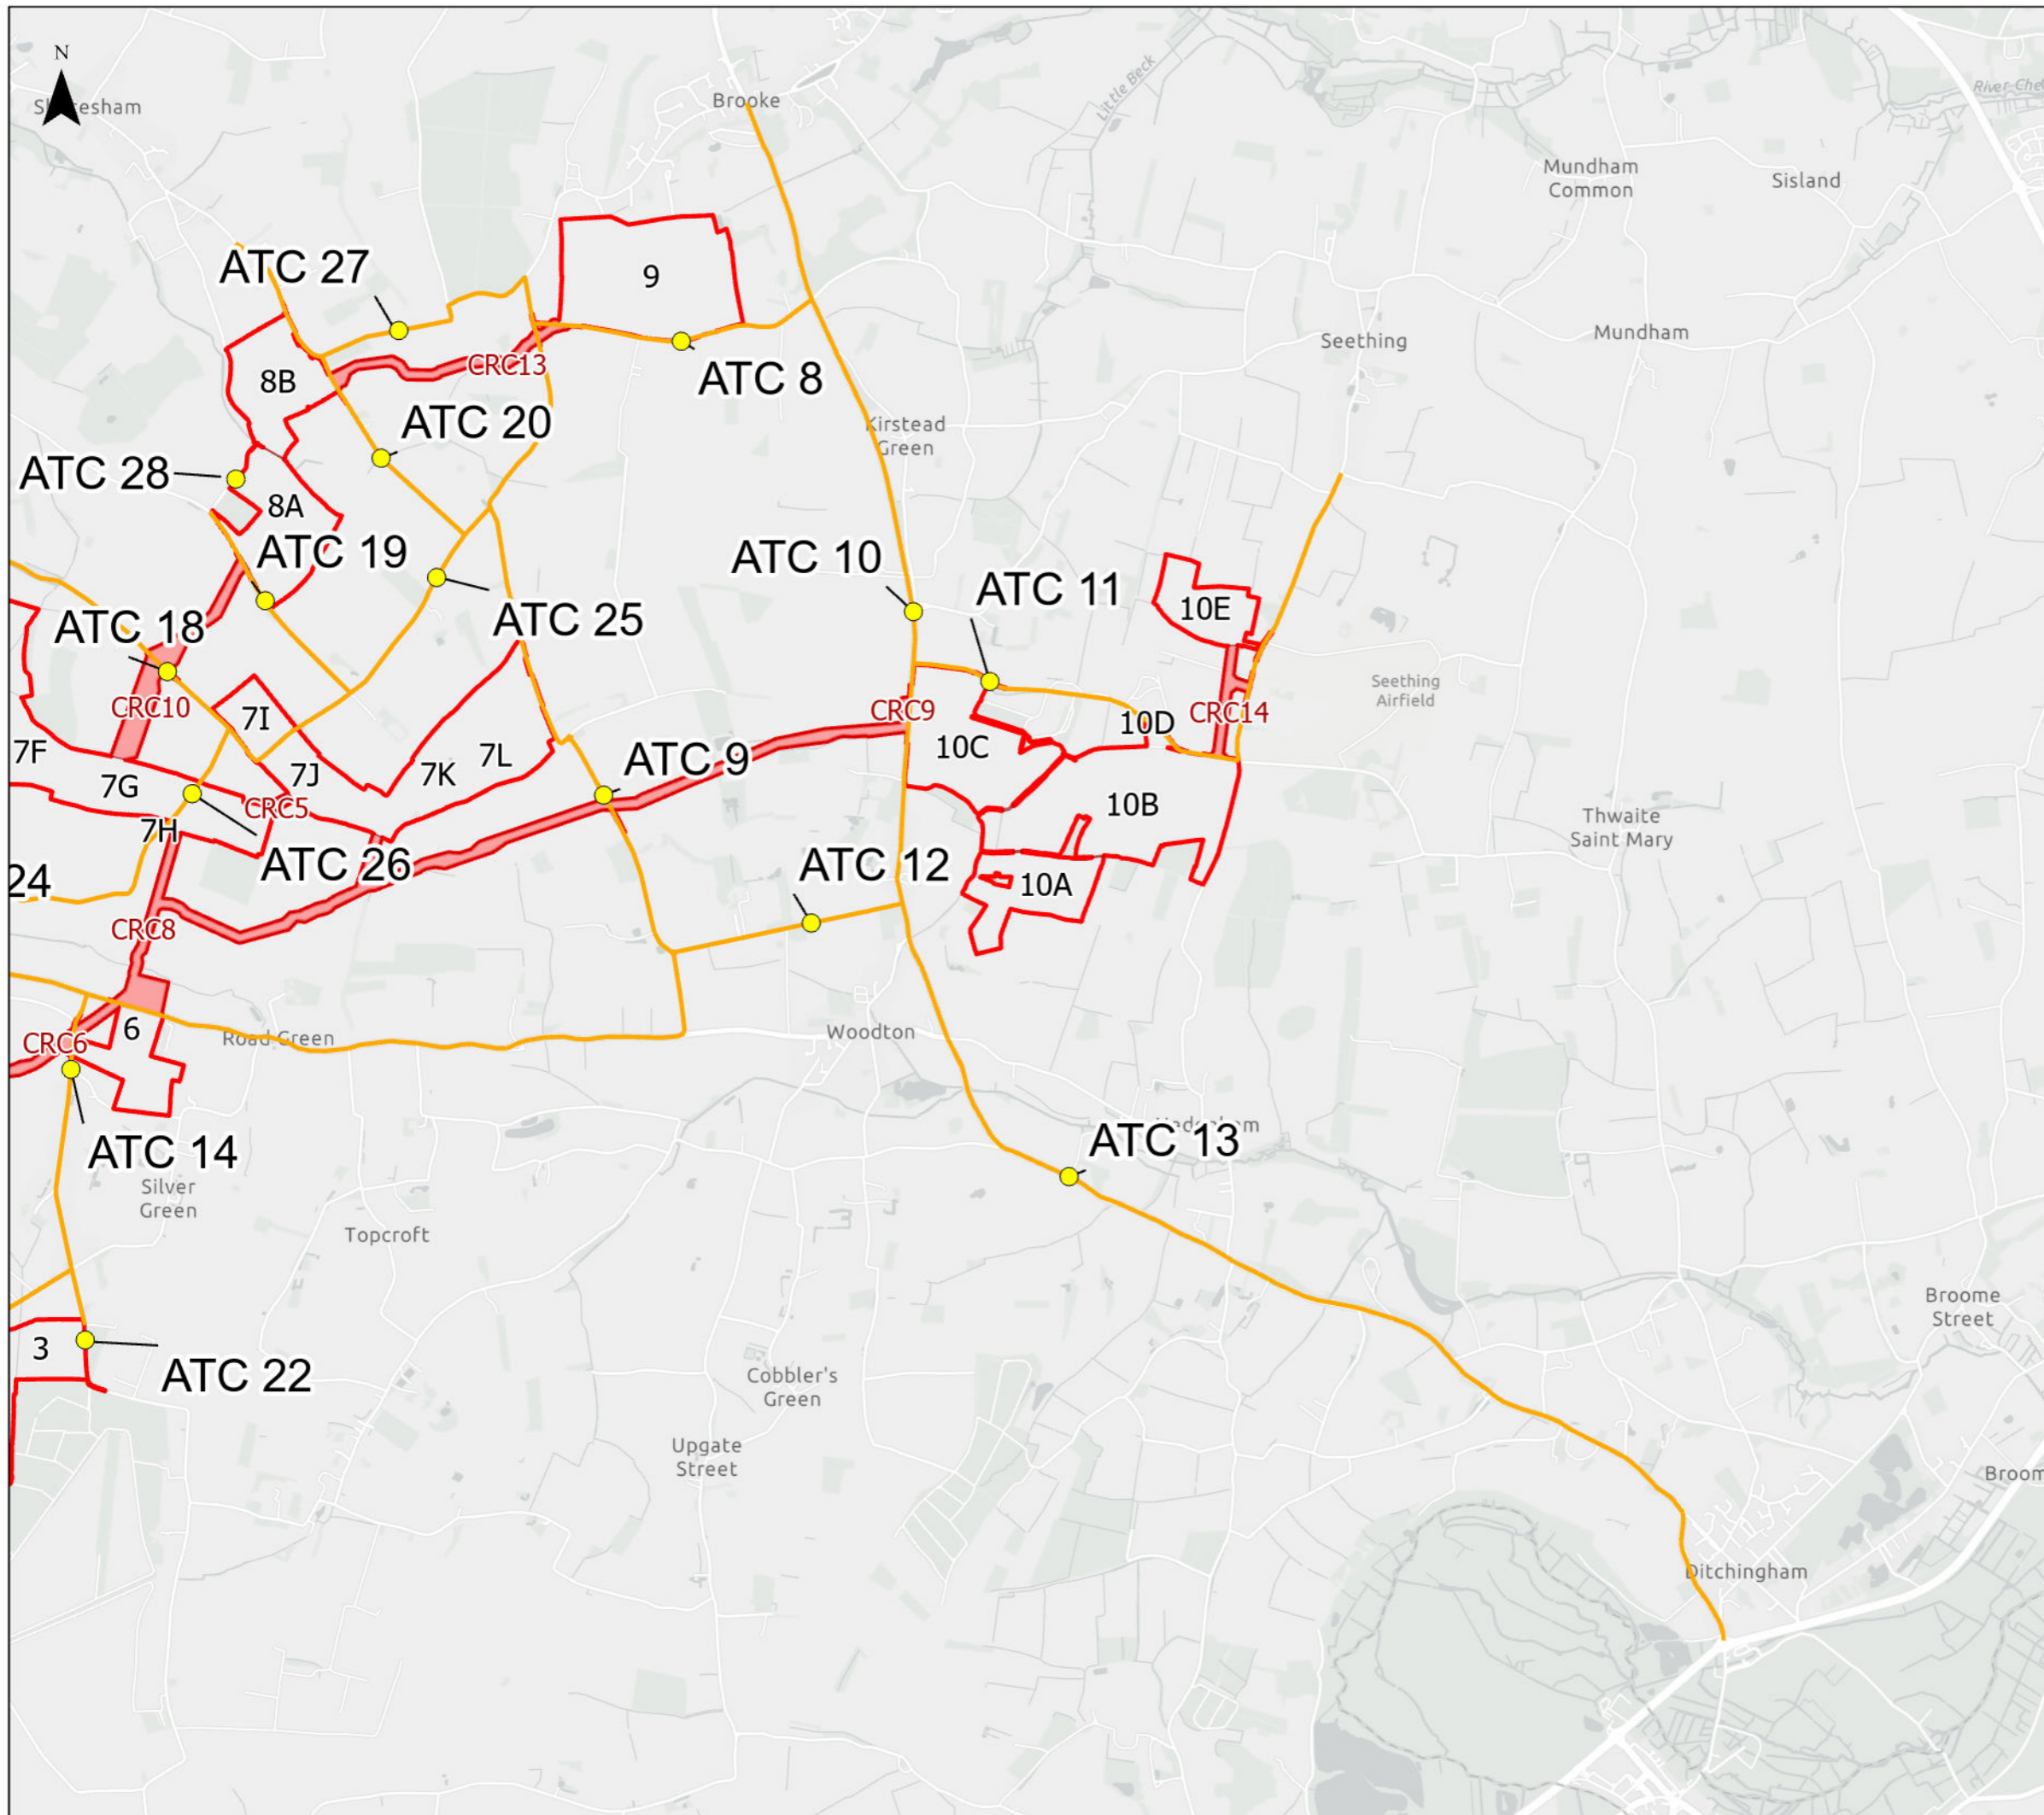 N
Brooke
Little Beck
Mundham
Common
Sisland
ATC 27
9
Seething
Mundham
CRC13
8B
ATC 8
ATC 20
Kirstead
Green
ATC 28
8A
ATC 19
ATC 10
ATC 11
10E
ATC 25
ATC 18
Seething
Airfield
CRC10
7I
CRC9
10D
CRC14
7F
7L
10C
ATC 9
7J
7K
7G
CRC5
10B
7H
Thwaite
Saint Mary
ATC 26
ATC 12
24
10A
CRC8
6
Road Green
Woodton
CRC6
ATC 13
ATC 14
Silver
Green
Topcroft
Broome
Street
3
ATC 22
Cobbler's
Green
Upgate
Street
Ditchingham